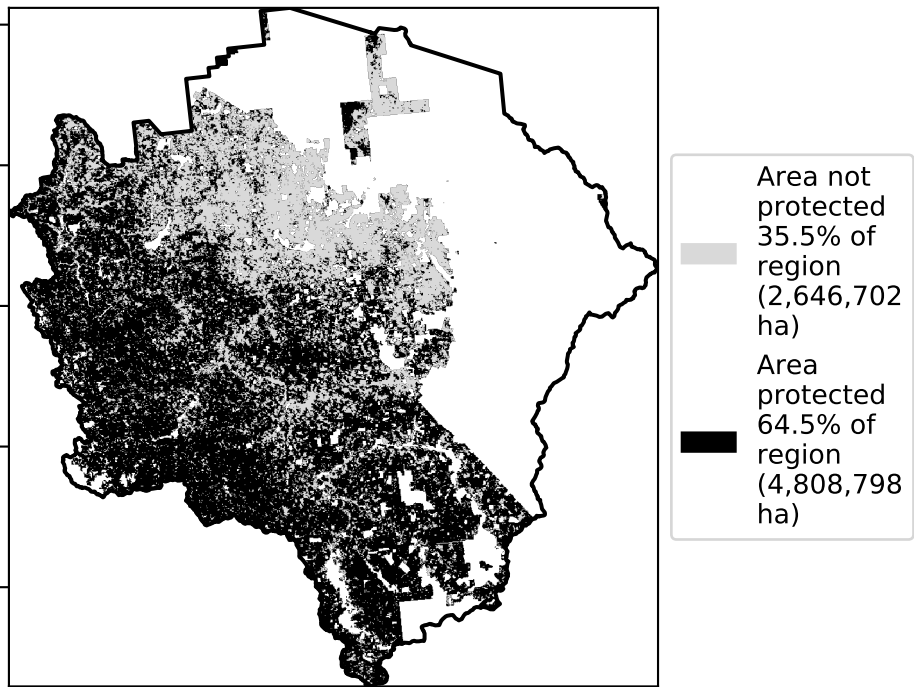 Area not
protected
35.5% of
region
(2,646,702
ha)
Area
protected
64.5% of
region
(4,808,798
ha)